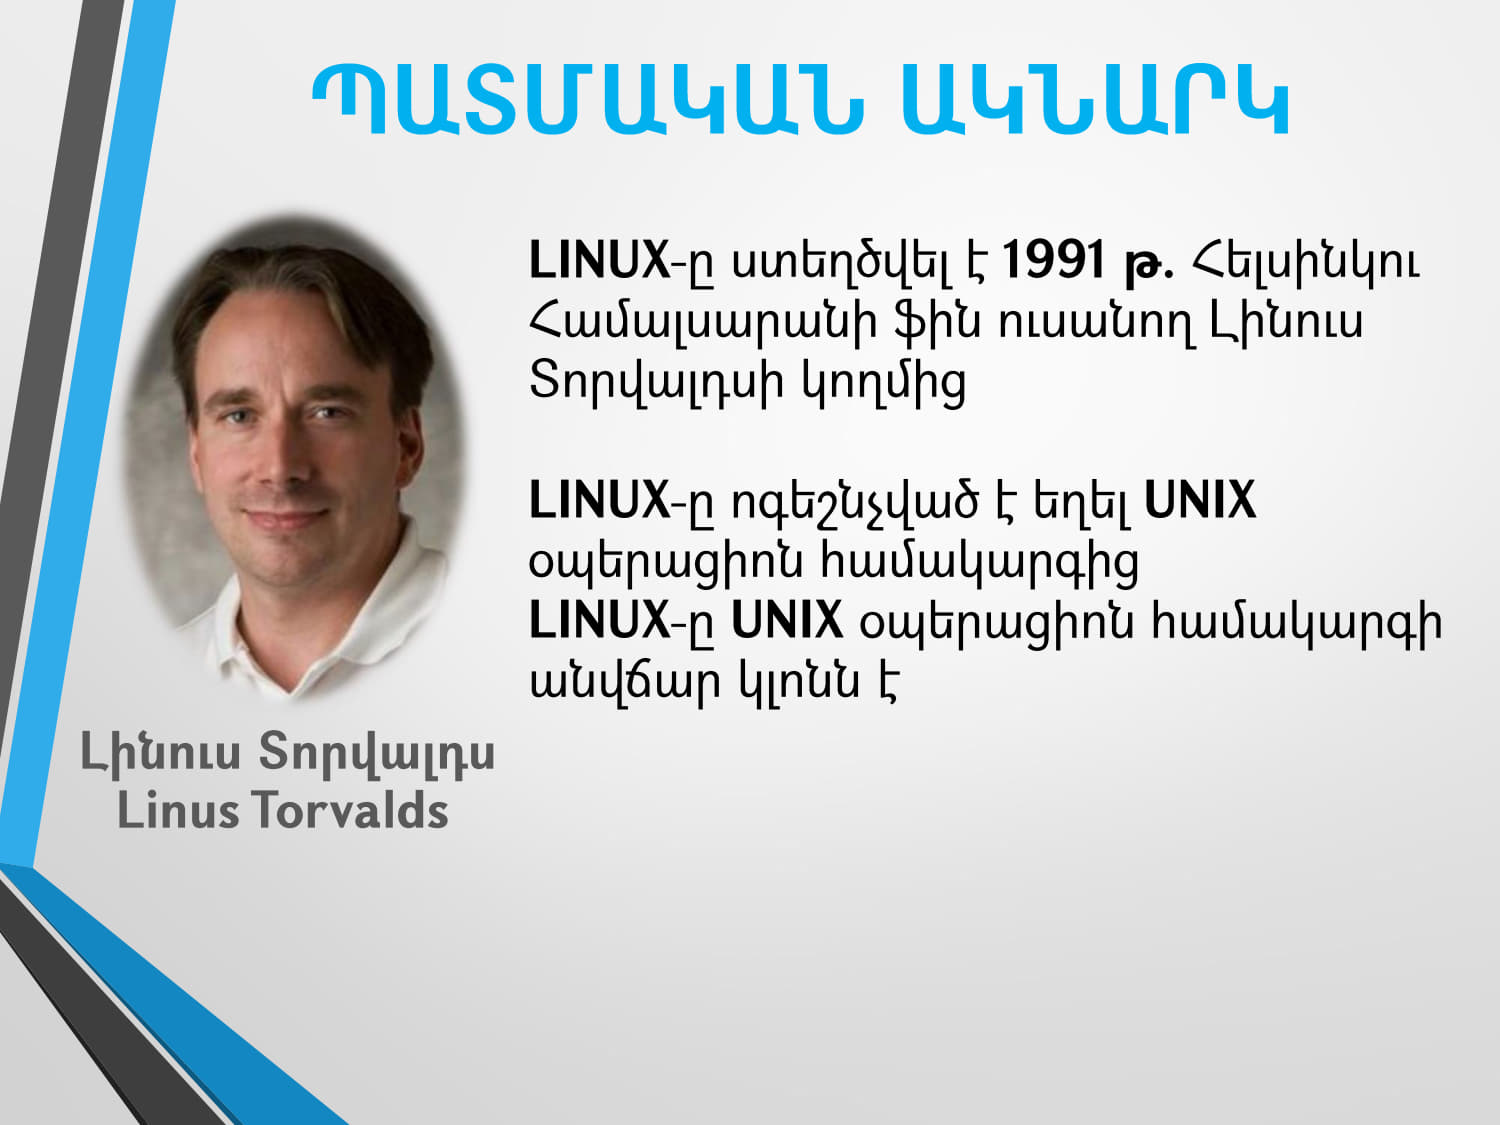 ՊԱՏՄԱԿԱՆ ԱԿՆԱՐԿ
LINUX-ը ստեղծվել է 1991 թ. Հելսինկու
Համալսարանի ֆին ուսանող Լինուս
Տորվալդսի կողմից
LINUX-ը ոգեշնչված է եղել UNIX
օպերացիոն համակարգից
LINUX-ը UNIX օպերացիոն համակարգի
անվճար կլոնն է
Լինուս Տորվալդս
Linus Torvalds